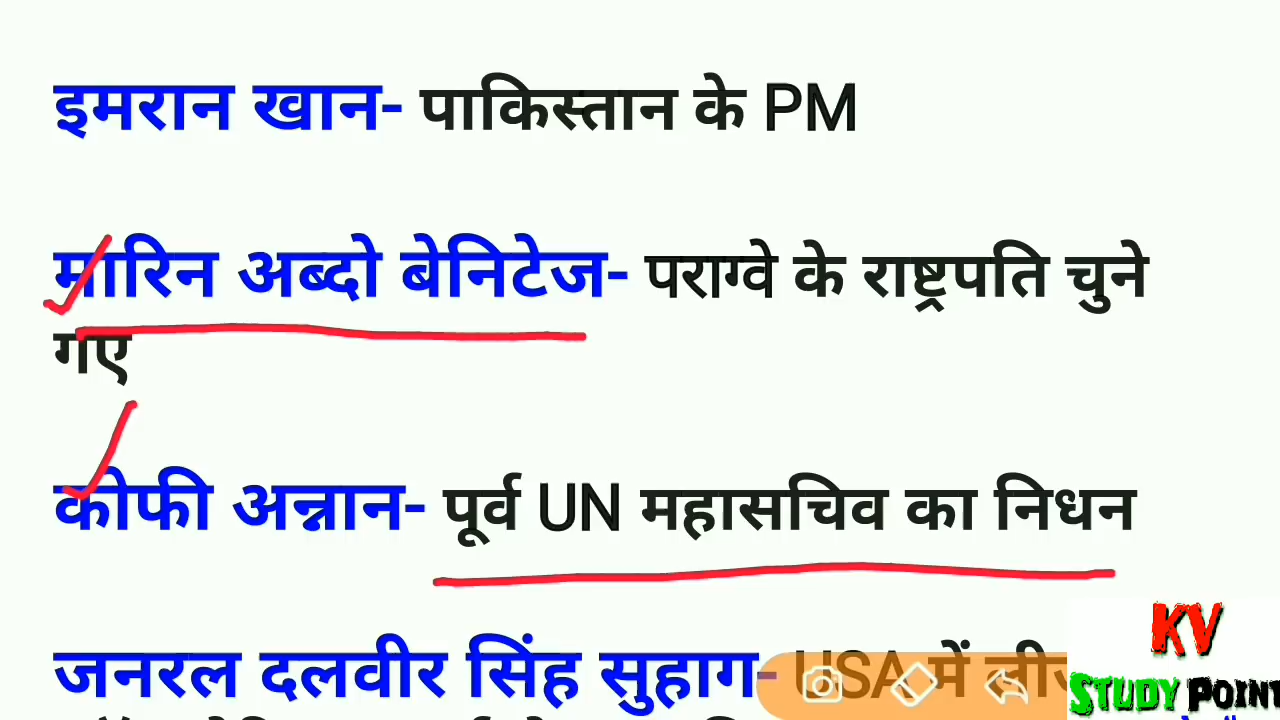 इमरान खान- पाकिस्तान के PM
मारिन अब्दो बेनिटेज- पराग्वे के राष्ट्रपति चुने
गए
कोफी अन्नान- पूर्व UN महासचिव का निधन
जनरल दलवीर सिंह सुहाग- USA में
KV
STUDY POINT